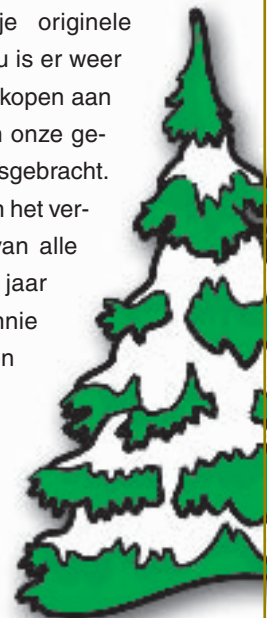 je originele
u is er weer
kopen aan
n onze ge-
sgebracht.
n het ver-
van alle
jaar
nnie
n